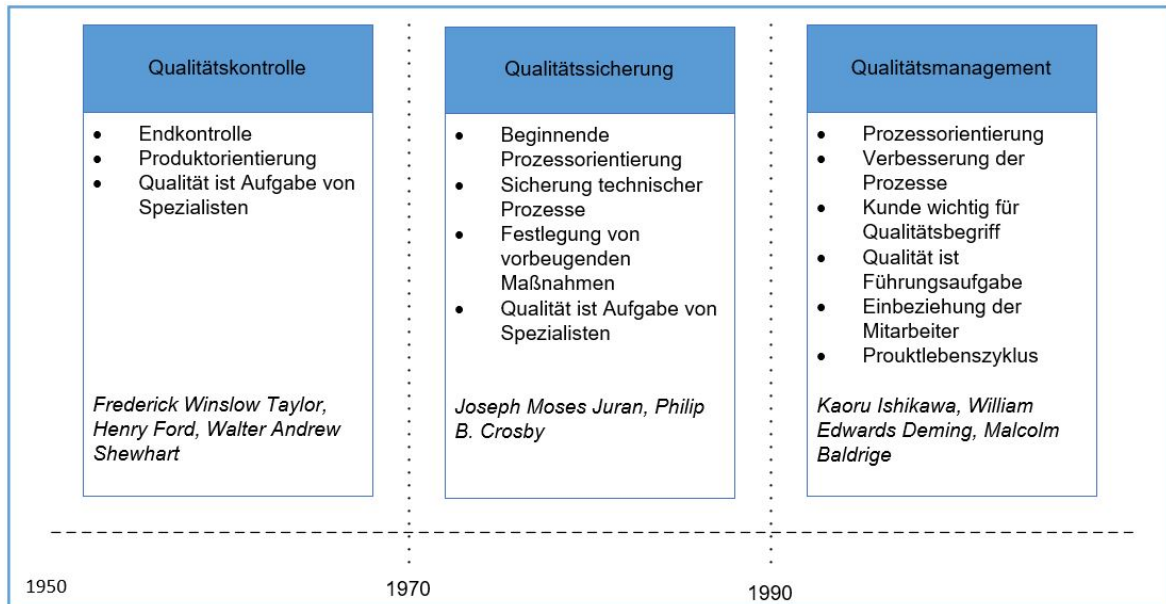 Qualitätskontrolle
• Endkontrolle
• Produktorientierung
• Qualität ist Aufgabe von
Spezialisten
Frederick Winslow Taylor,
Henry Ford, Walter Andrew
Shewhart
Qualitätssicherung
• Beginnende
Prozessorientierung
• Sicherung technischer
Prozesse
• Festlegung von
vorbeugenden
Maßnahmen
• Qualität ist Aufgabe von
Spezialisten
Joseph Moses Juran, Philip
B. Crosby
Qualitätsmanagement
• Prozessorientierung
• Verbesserung der
Prozesse
• Kunde wichtig für
Qualitätsbegriff
• Qualität ist
Führungsaufgabe
• Einbeziehung der
Mitarbeiter
• Prouktlebenszyklus
Kaoru Ishikawa, William
Edwards Deming, Malcolm
Baldrige
1950
1970
1990